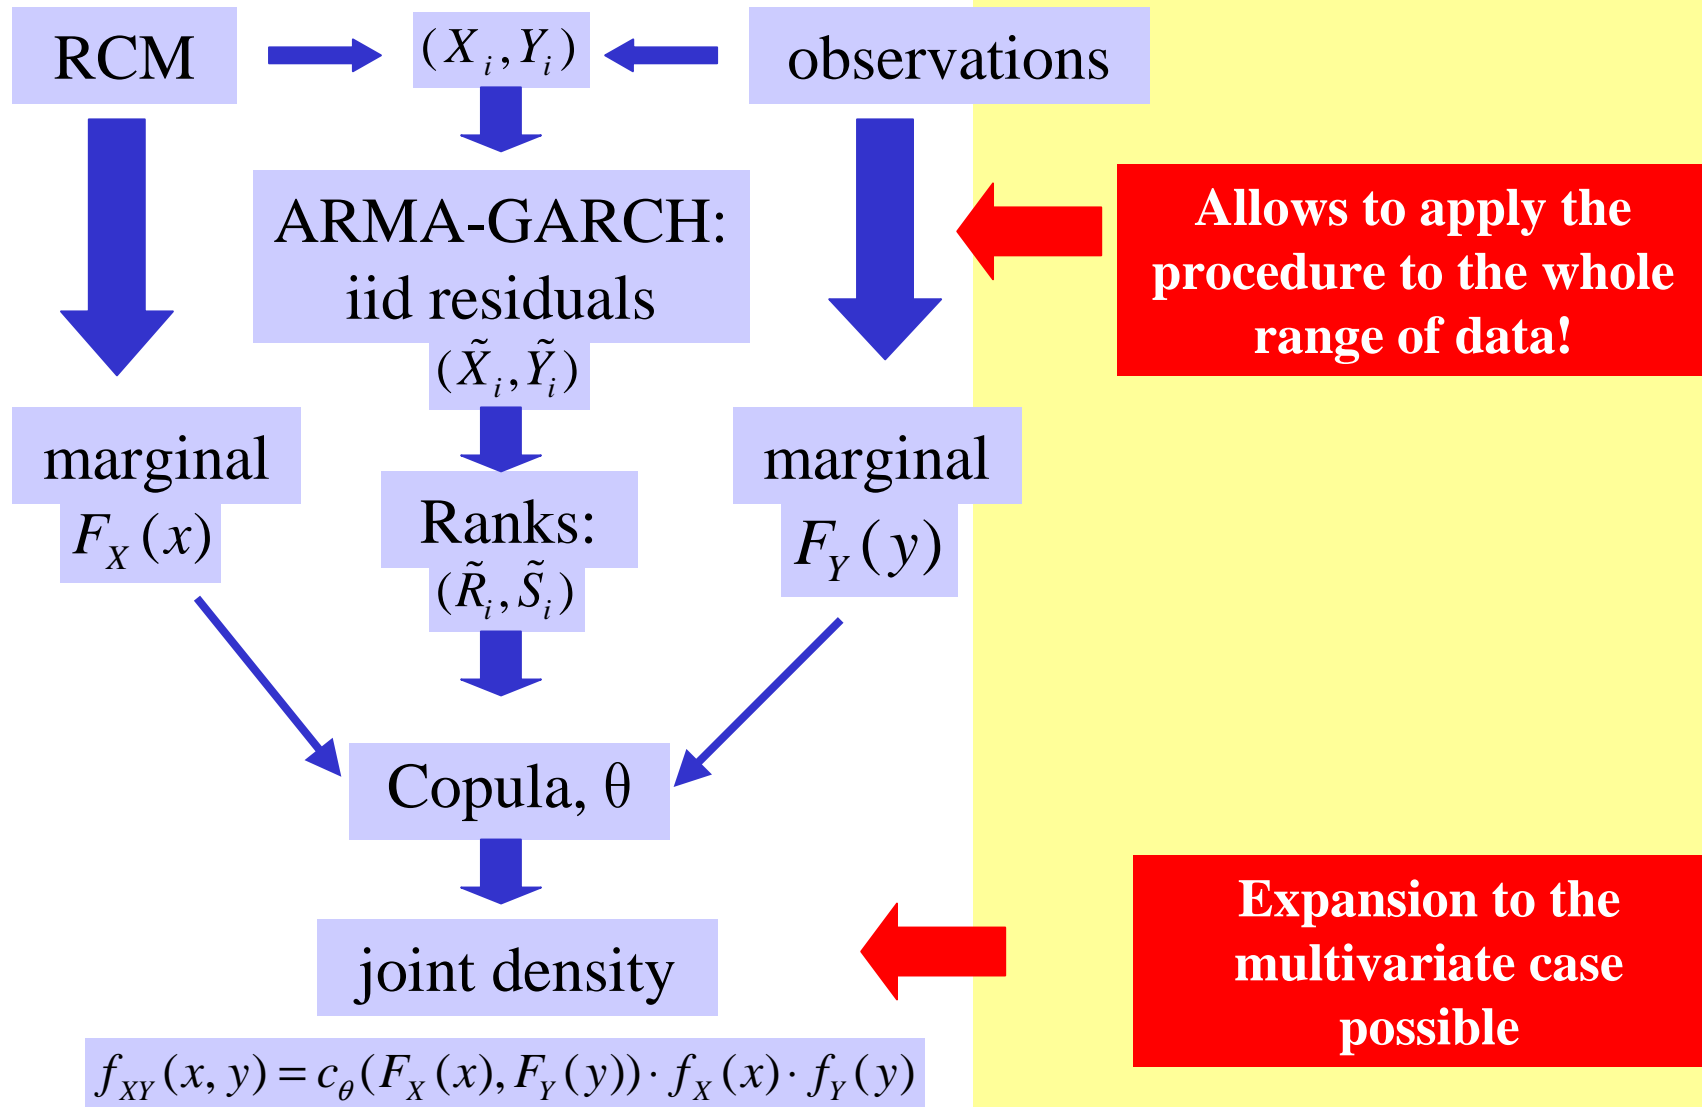 RCM
(X_i, Y_i)
observations
ARMA-GARCH:
iid residuals
(X̃_i, Ỹ_i)
Allows to apply the
procedure to the whole
range of data!
marginal
F_X(x)
Ranks:
(R̃_i, S̃_i)
marginal
F_Y(y)
Copula, θ
joint density
f_XY(x, y) = c_θ(F_X(x), F_Y(y)) · f_X(x) · f_Y(y)
Expansion to the
multivariate case
possible